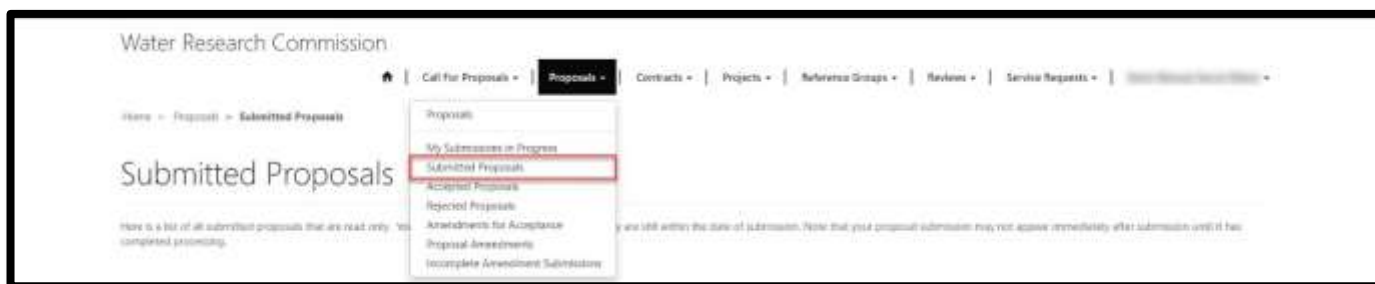 Water Research Commission
Call For Proposals | Proposals | Contracts | Projects | Reference Groups | Reviews | Service Requests |
Home > Proposals > Submitted Proposals
Proposals
My Submissions in Progress
Submitted Proposals
Submitted Proposals
Accepted Proposals
Rejected Proposals
Amendments for Acceptance
Proposal Amendments
Incomplete Amendment Submissions
Here is a list of all submitted proposals that are read only. are still within the date of submission. Note that your proposal submission may not appear immediately after submission until it has
completed processing.